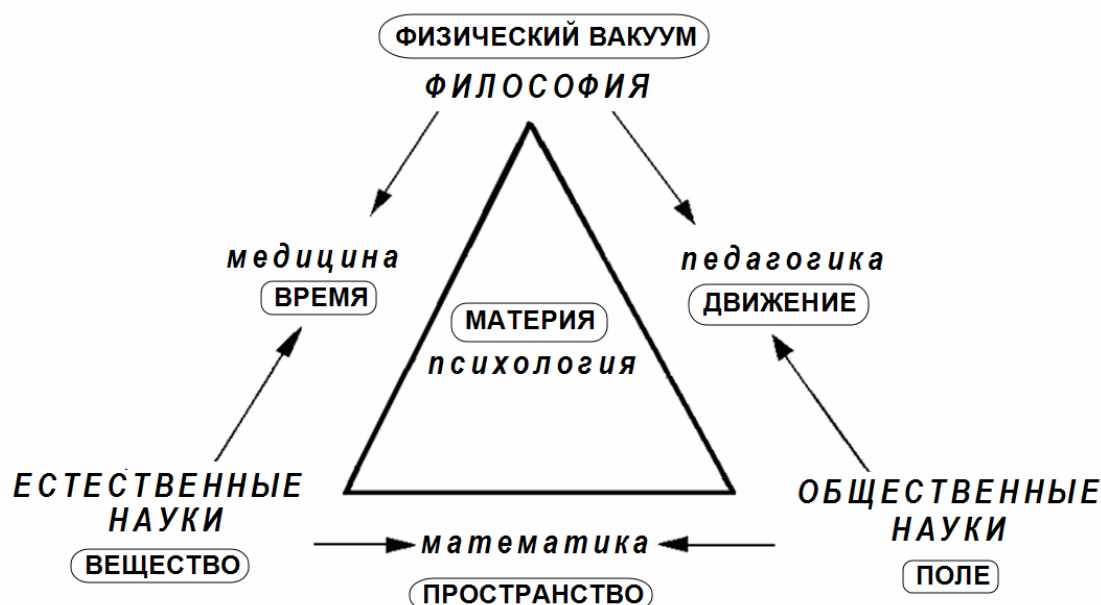 ФИЗИЧЕСКИЙ ВАКУУМ
ФИЛОСОФИЯ
медицина
ВРЕМЯ
педагогика
ДВИЖЕНИЕ
МАТЕРИЯ
психология
ЕСТЕСТВЕННЫЕ
НАУКИ
ВЕЩЕСТВО
математика
ПРОСТРАНСТВО
ОБЩЕСТВЕННЫЕ
НАУКИ
ПОЛЕ